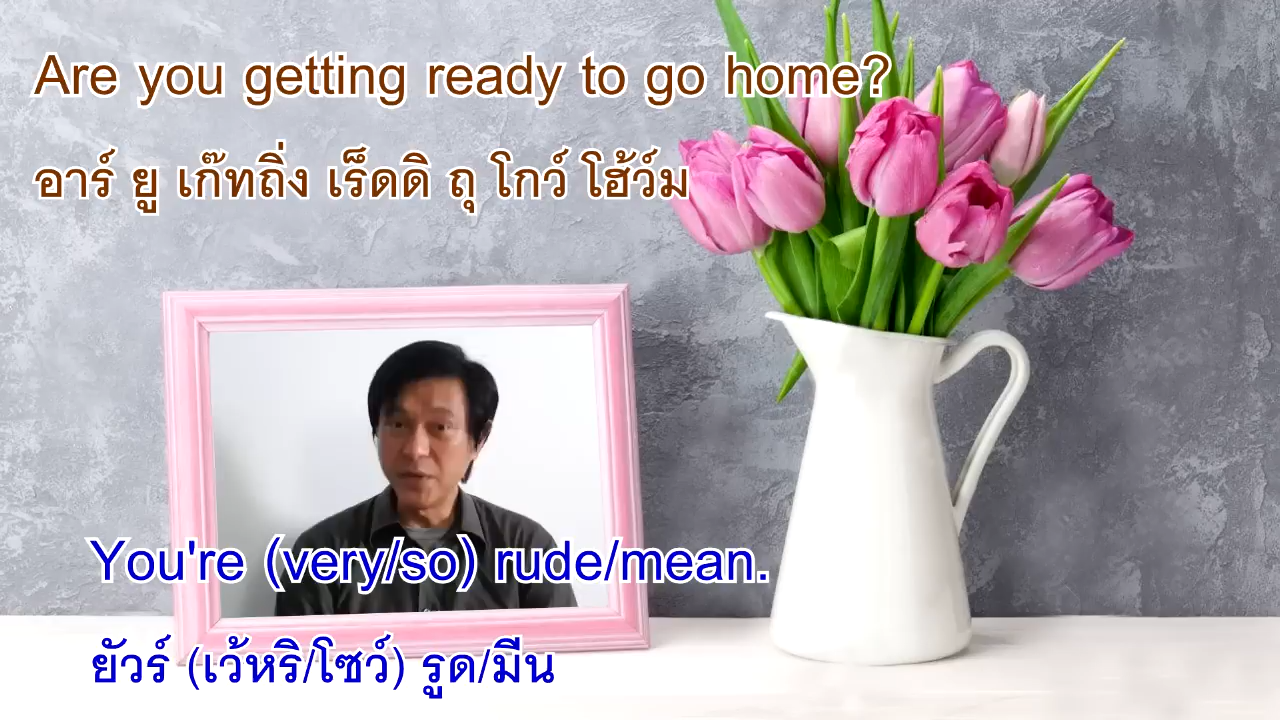 Are you getting ready to go home?
อาร์ ยู เก๊ทถิ่ง เร็ดดิ ถุ โกว์ โฮ้ว์ม
You're (very/so) rude/mean.
ยัวร์ (เว้หริ/โซว์) รูด/มีน